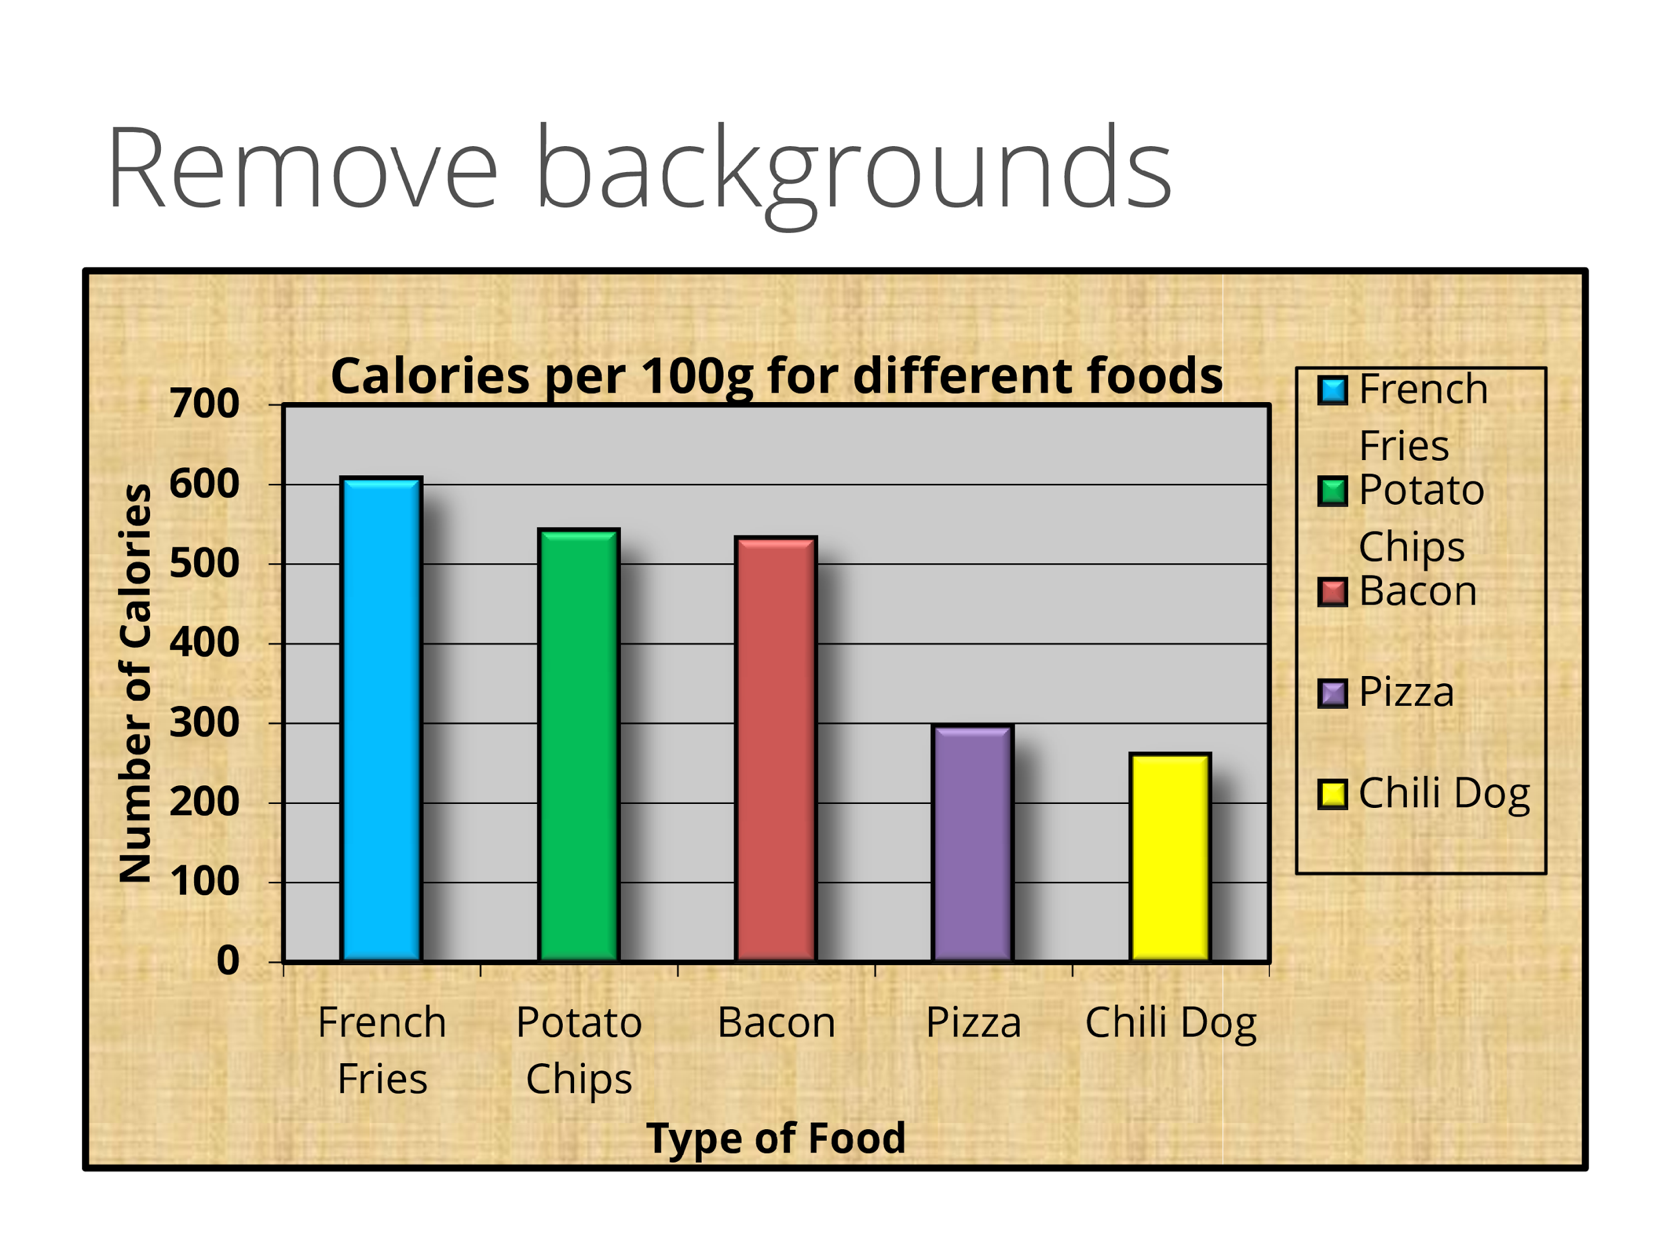 Remove backgrounds
Calories per 100g for different foods
Number of Calories
700
600
500
400
300
200
100
0
French
Fries
Potato
Chips
Bacon
Pizza
Chili Dog
Type of Food
French
Fries
Potato
Chips
Bacon
Pizza
Chili Dog